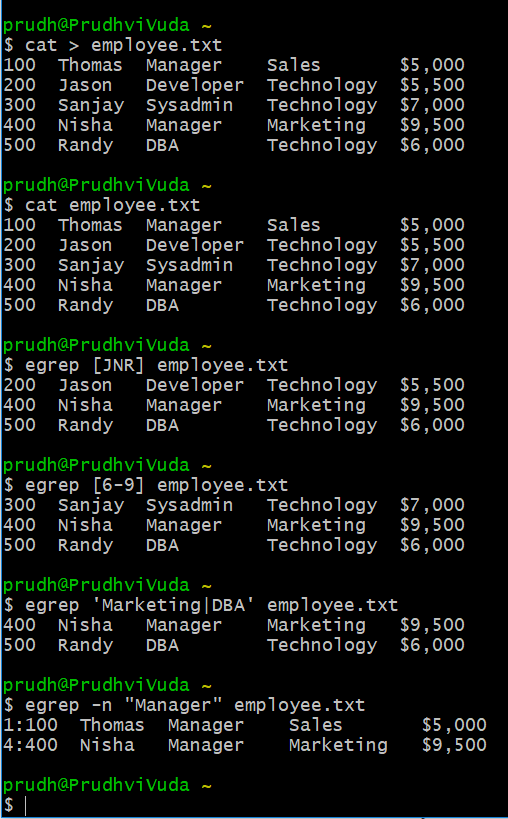 prudh@PrudhviVuda ~
$ cat > employee.txt
100  Thomas  Manager    Sales       $5,000
200  Jason   Developer  Technology  $5,500
300  Sanjay  Sysadmin   Technology  $7,000
400  Nisha   Manager    Marketing   $9,500
500  Randy   DBA        Technology  $6,000
prudh@PrudhviVuda ~
$ cat employee.txt
100  Thomas  Manager    Sales       $5,000
200  Jason   Developer  Technology  $5,500
300  Sanjay  Sysadmin   Technology  $7,000
400  Nisha   Manager    Marketing   $9,500
500  Randy   DBA        Technology  $6,000
prudh@PrudhviVuda ~
$ egrep [JNR] employee.txt
200  Jason   Developer  Technology  $5,500
400  Nisha   Manager    Marketing   $9,500
500  Randy   DBA        Technology  $6,000
prudh@PrudhviVuda ~
$ egrep [6-9] employee.txt
300  Sanjay  Sysadmin   Technology  $7,000
400  Nisha   Manager    Marketing   $9,500
500  Randy   DBA        Technology  $6,000
prudh@PrudhviVuda ~
$ egrep 'Marketing|DBA' employee.txt
400  Nisha   Manager    Marketing   $9,500
500  Randy   DBA        Technology  $6,000
prudh@PrudhviVuda ~
$ egrep -n "Manager" employee.txt
1:100  Thomas  Manager    Sales       $5,000
4:400  Nisha   Manager    Marketing   $9,500
prudh@PrudhviVuda ~
$